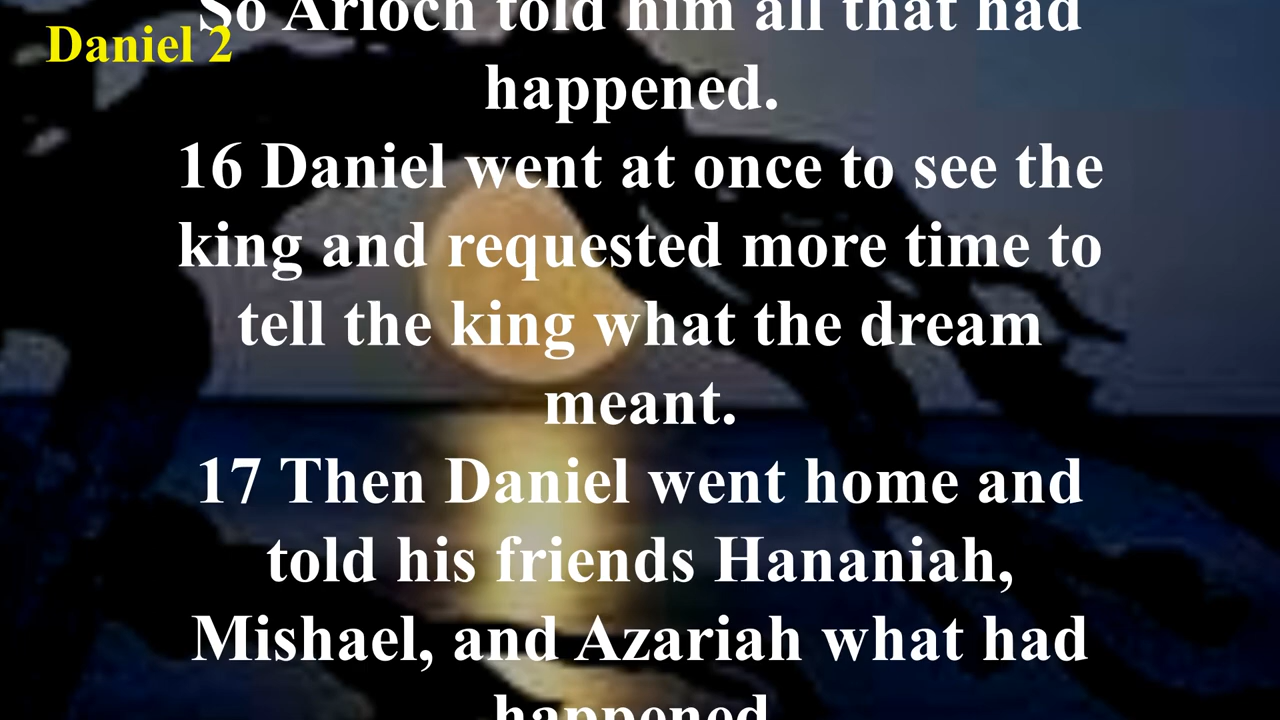 Daniel 2
So Arioch told him all that had
happened.
16 Daniel went at once to see the
king and requested more time to
tell the king what the dream
meant.
17 Then Daniel went home and
told his friends Hananiah,
Mishael, and Azariah what had
happened.